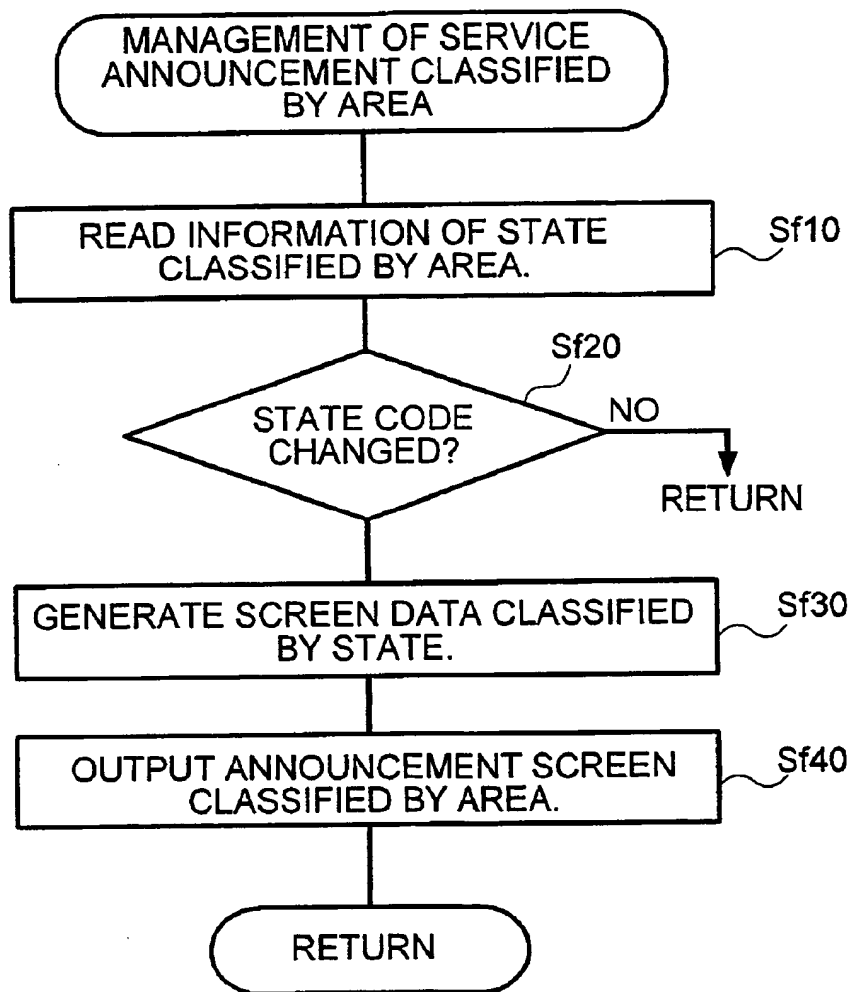 MANAGEMENT OF SERVICE
ANNOUNCEMENT CLASSIFIED
BY AREA
READ INFORMATION OF STATE
CLASSIFIED BY AREA.
Sf10
Sf20
STATE CODE
CHANGED?
NO
RETURN
GENERATE SCREEN DATA CLASSIFIED
BY STATE.
Sf30
OUTPUT ANNOUNCEMENT SCREEN
CLASSIFIED BY AREA.
Sf40
RETURN